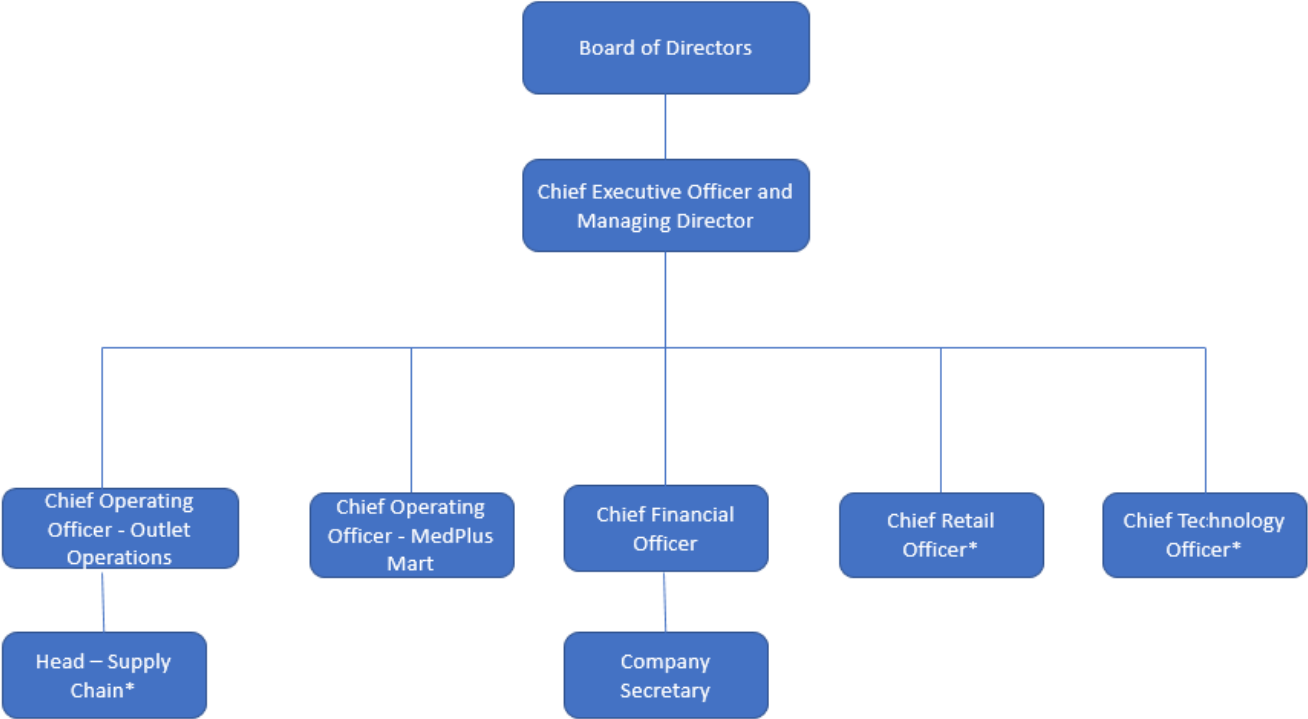 Board of Directors
Chief Executive Officer and
Managing Director
Chief Operating
Officer - Outlet
Operations
Chief Operating
Officer - MedPlus
Mart
Chief Financial
Officer
Chief Retail
Officer*
Chief Technology
Officer*
Head – Supply
Chain*
Company
Secretary